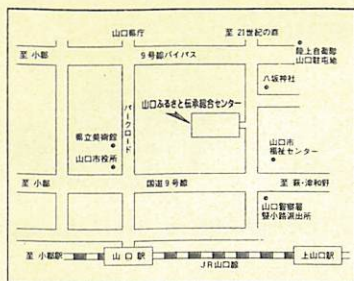 山口県庁
至 21世紀の森
至 小郡
9号線バイパス
陸上自衛隊
山口駐屯地
八坂神社
山口ふるさと伝承総合センター
パークロード
県立美術館
山口市役所
山口市
福祉センター
至 小郡
国道9号線
至 萩・津和野
山口警察署
竪小路派出所
至 小郡駅
山口駅
JR山口線
上山口駅